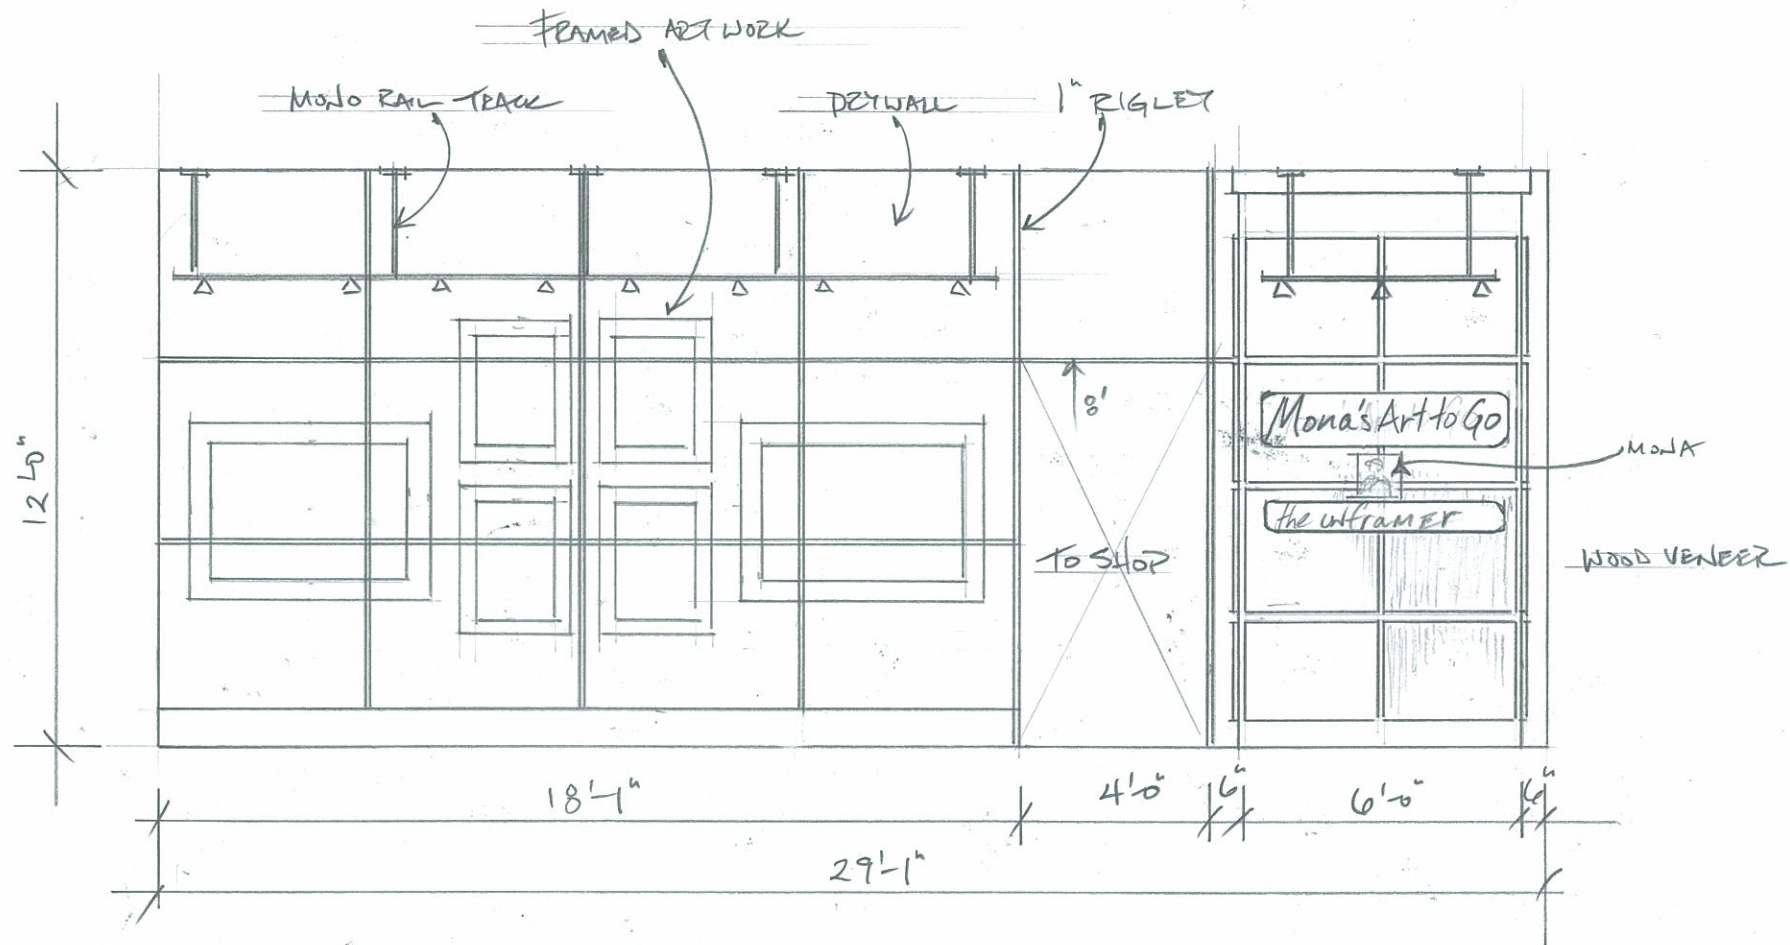 FRAMED ARTWORK
MONO RAIL TRACK
DRYWALL
1" RIGLET
8'
Mona's Art to Go
MONA
the unframer
TO SHOP
WOOD VENEER
12'-0"
18'-1"
4'-0"
6"
6'-0"
6"
29'-1"